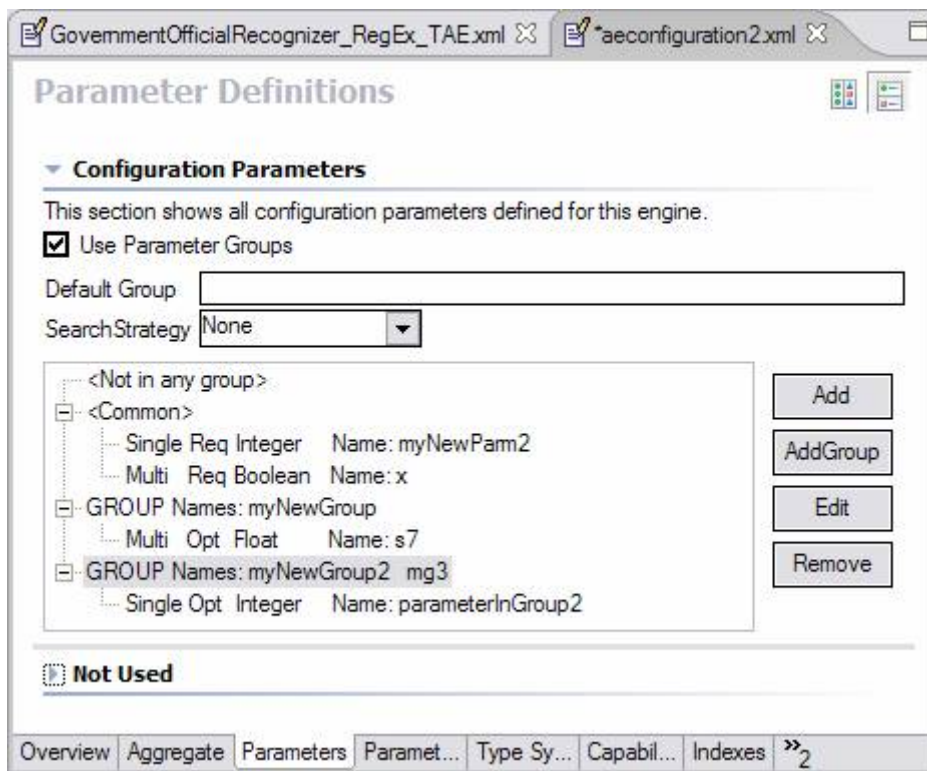 GovernmentOfficialRecognizer_RegEx_TAE.xml *aeconfiguration2.xml
Parameter Definitions
Configuration Parameters
This section shows all configuration parameters defined for this engine.
Use Parameter Groups
Default Group
SearchStrategy None
<Not in any group>
<Common>
Single Req Integer Name: myNewParm2
Multi Req Boolean Name: x
GROUP Names: myNewGroup
Multi Opt Float Name: s7
GROUP Names: myNewGroup2 mg3
Single Opt Integer Name: parameterInGroup2
Add
AddGroup
Edit
Remove
Not Used
Overview Aggregate Parameters Paramet... Type Sy... Capabil... Indexes »2